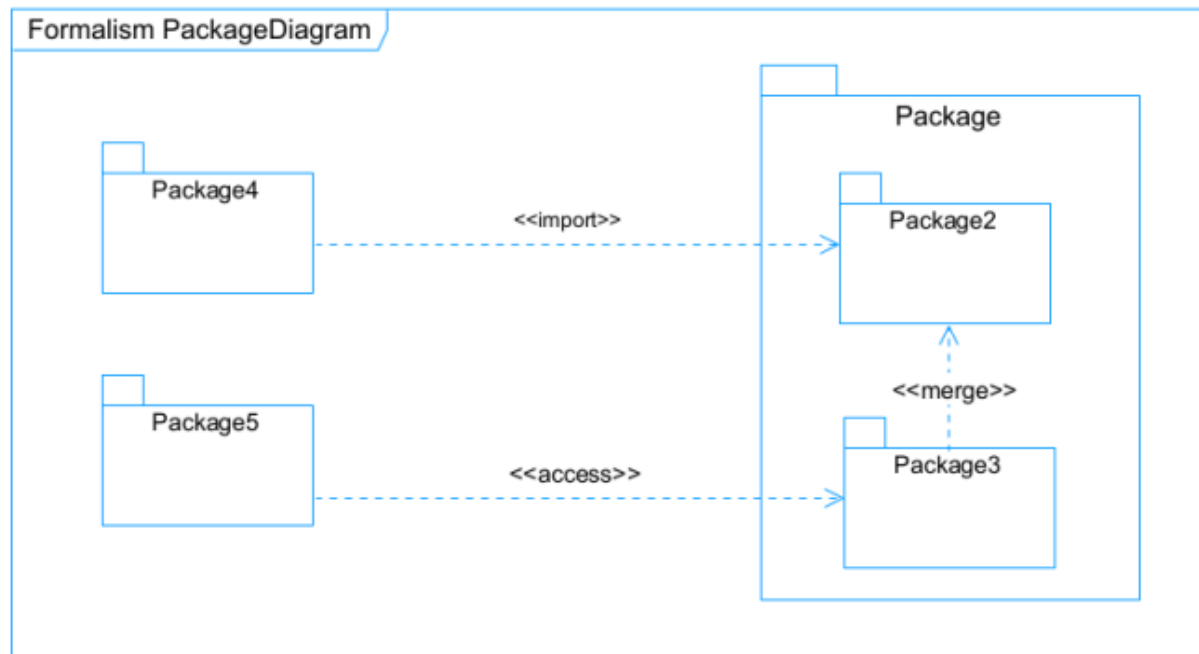 Formalism PackageDiagram
Package
Package4
<<import>>
Package2
<<merge>>
Package5
<<access>>
Package3